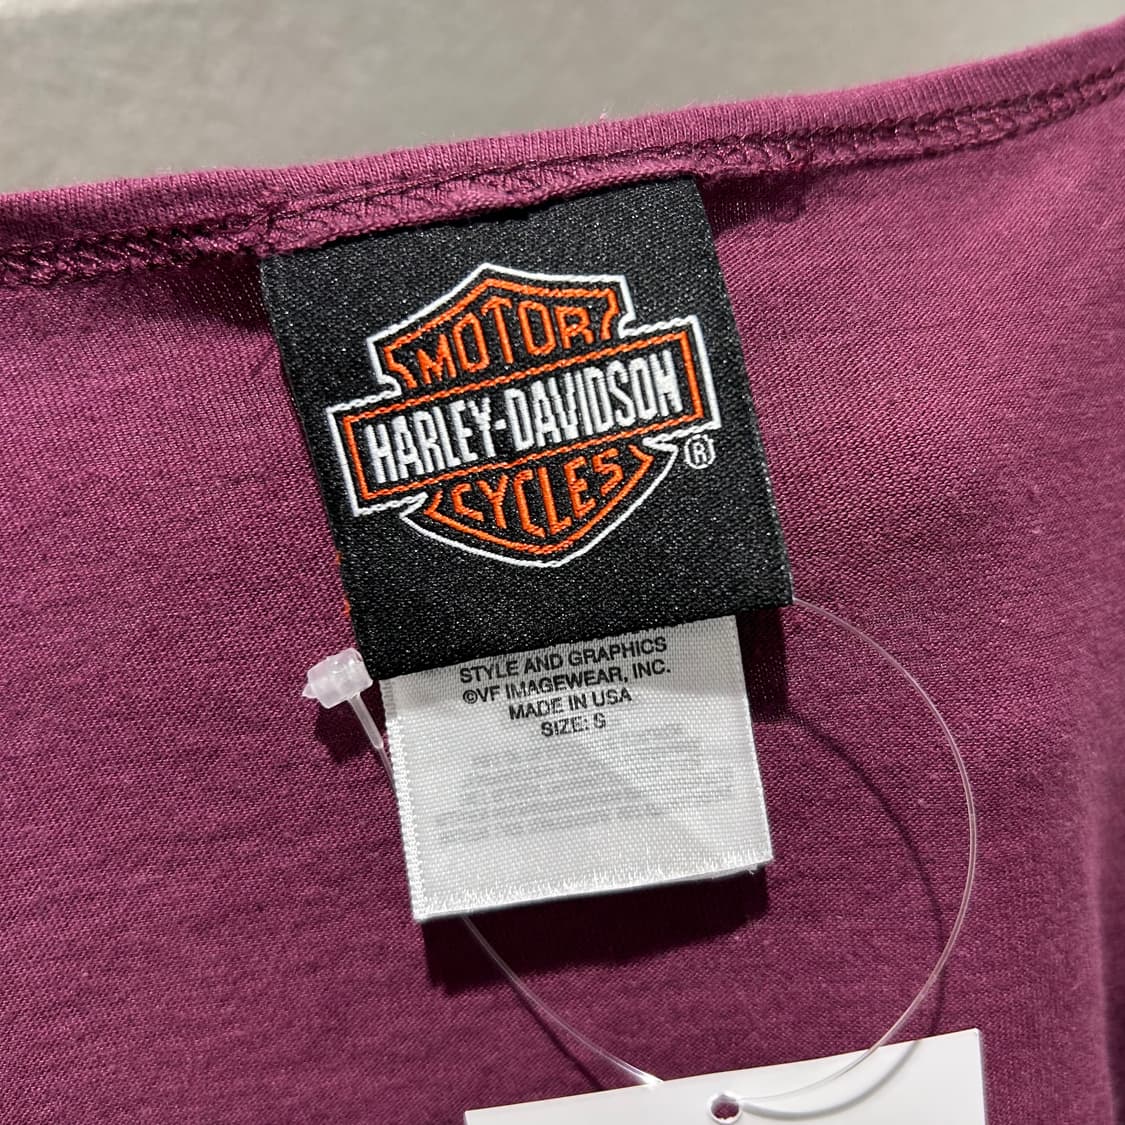 MOTOR
HARLEY-DAVIDSON
CYCLES
®
STYLE AND GRAPHICS
©VF IMAGEWEAR, INC.
MADE IN USA
SIZE: S